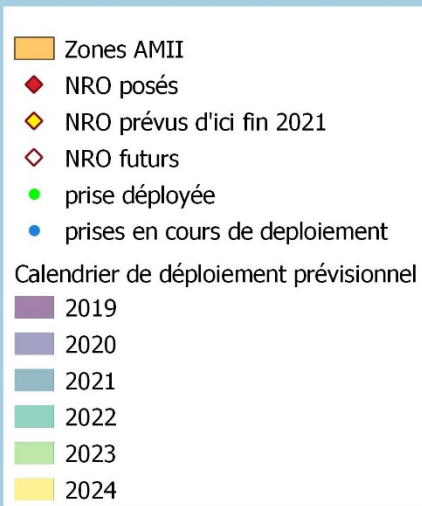 Zones AMII
NRO posés
NRO prévus d'ici fin 2021
NRO futurs
prise déployée
prises en cours de deploiement
Calendrier de déploiement prévisionnel
2019
2020
2021
2022
2023
2024